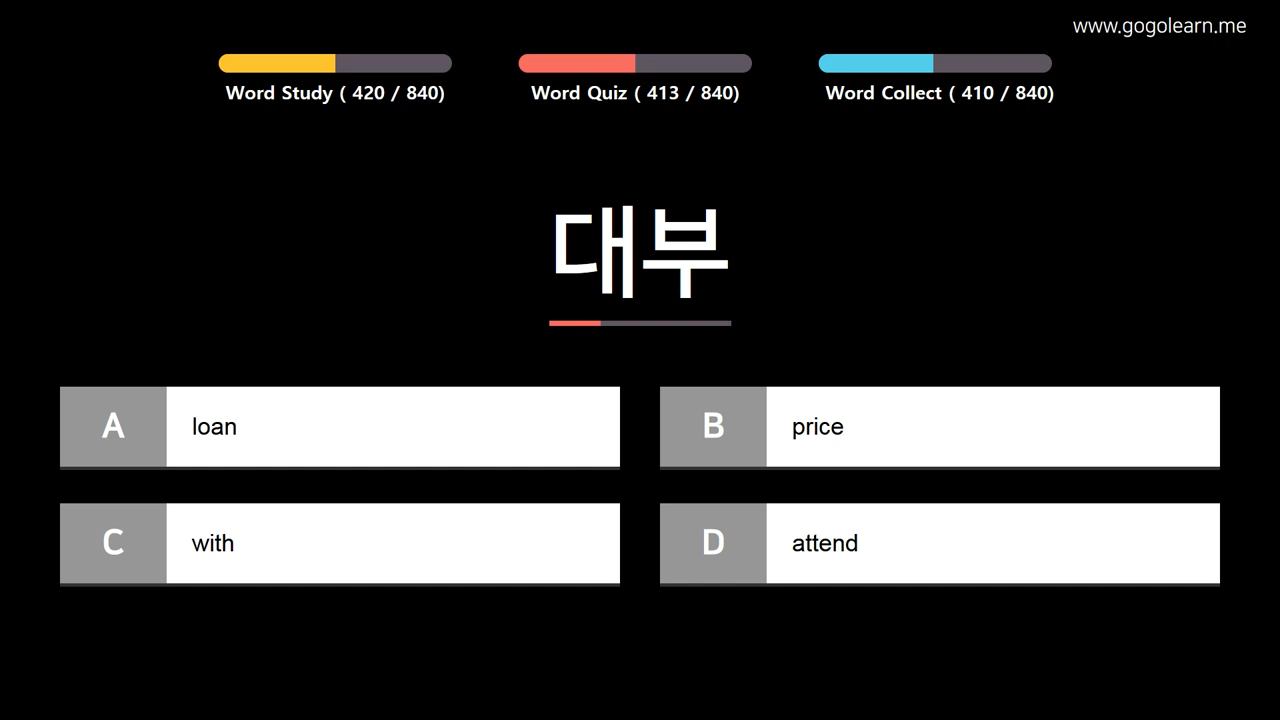 www.gogolearn.me
Word Study ( 420 / 840)
Word Quiz ( 413 / 840)
Word Collect ( 410 / 840)
대부
A loan
B price
C with
D attend